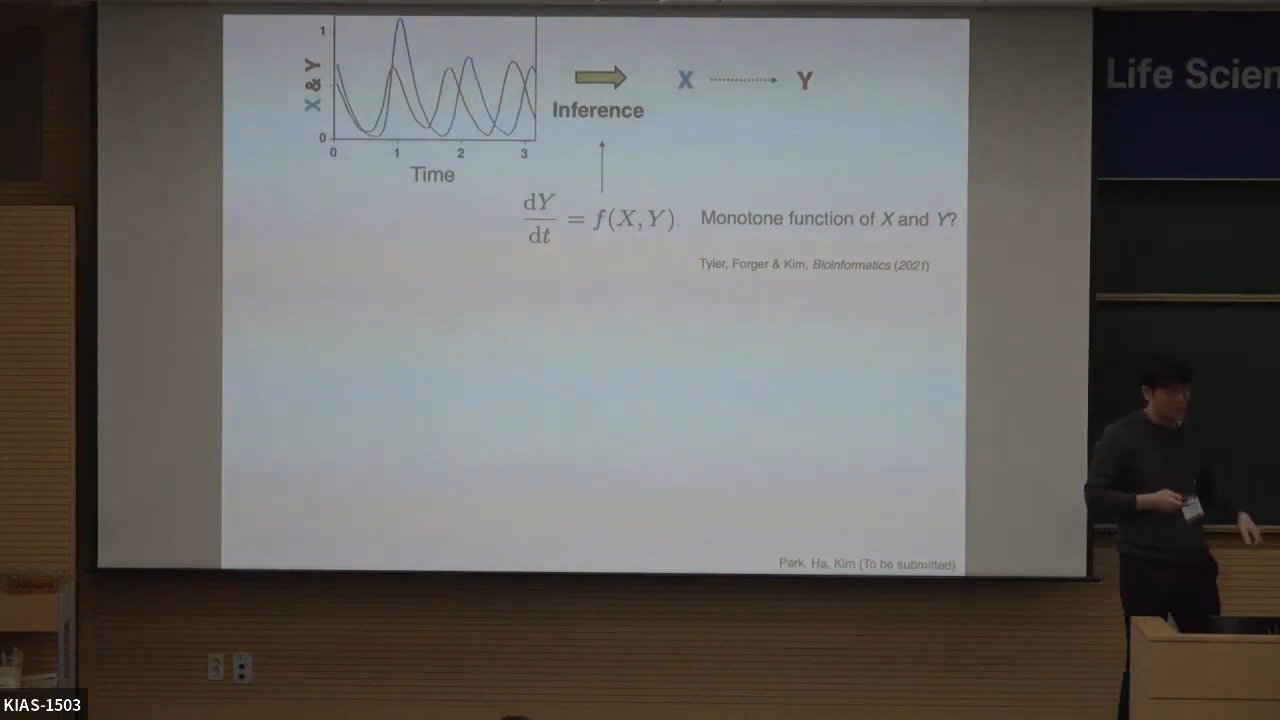 1
X & Y
0
0 1 2 3
Time
Inference
X Y
dY
dt
= f(X, Y)
Monotone function of X and Y?
Tyler, Forger & Kim, Bioinformatics (2021)
Park, Ha, Kim (To be submitted)
Life Scien
KIAS-1503